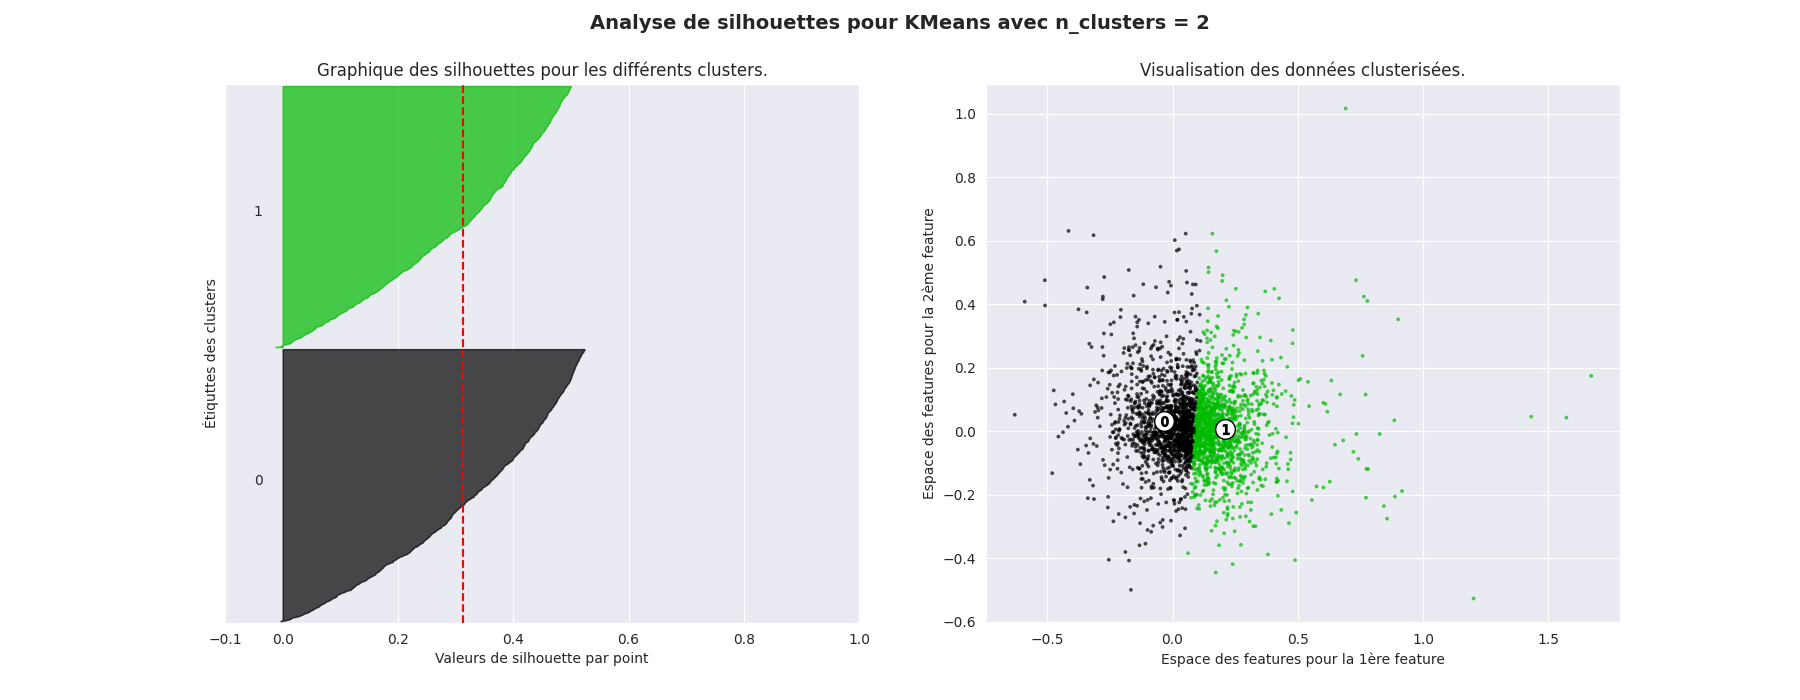 Analyse de silhouettes pour KMeans avec n_clusters = 2
Graphique des silhouettes pour les différents clusters.
Étiquttes des clusters
1
0
−0.1 0.0 0.2 0.4 0.6 0.8 1.0
Valeurs de silhouette par point
Visualisation des données clusterisées.
Espace des features pour la 2ème feature
1.0
0.8
0.6
0.4
0.2
0.0
−0.2
−0.4
−0.6
0
1
−0.5 0.0 0.5 1.0 1.5
Espace des features pour la 1ère feature